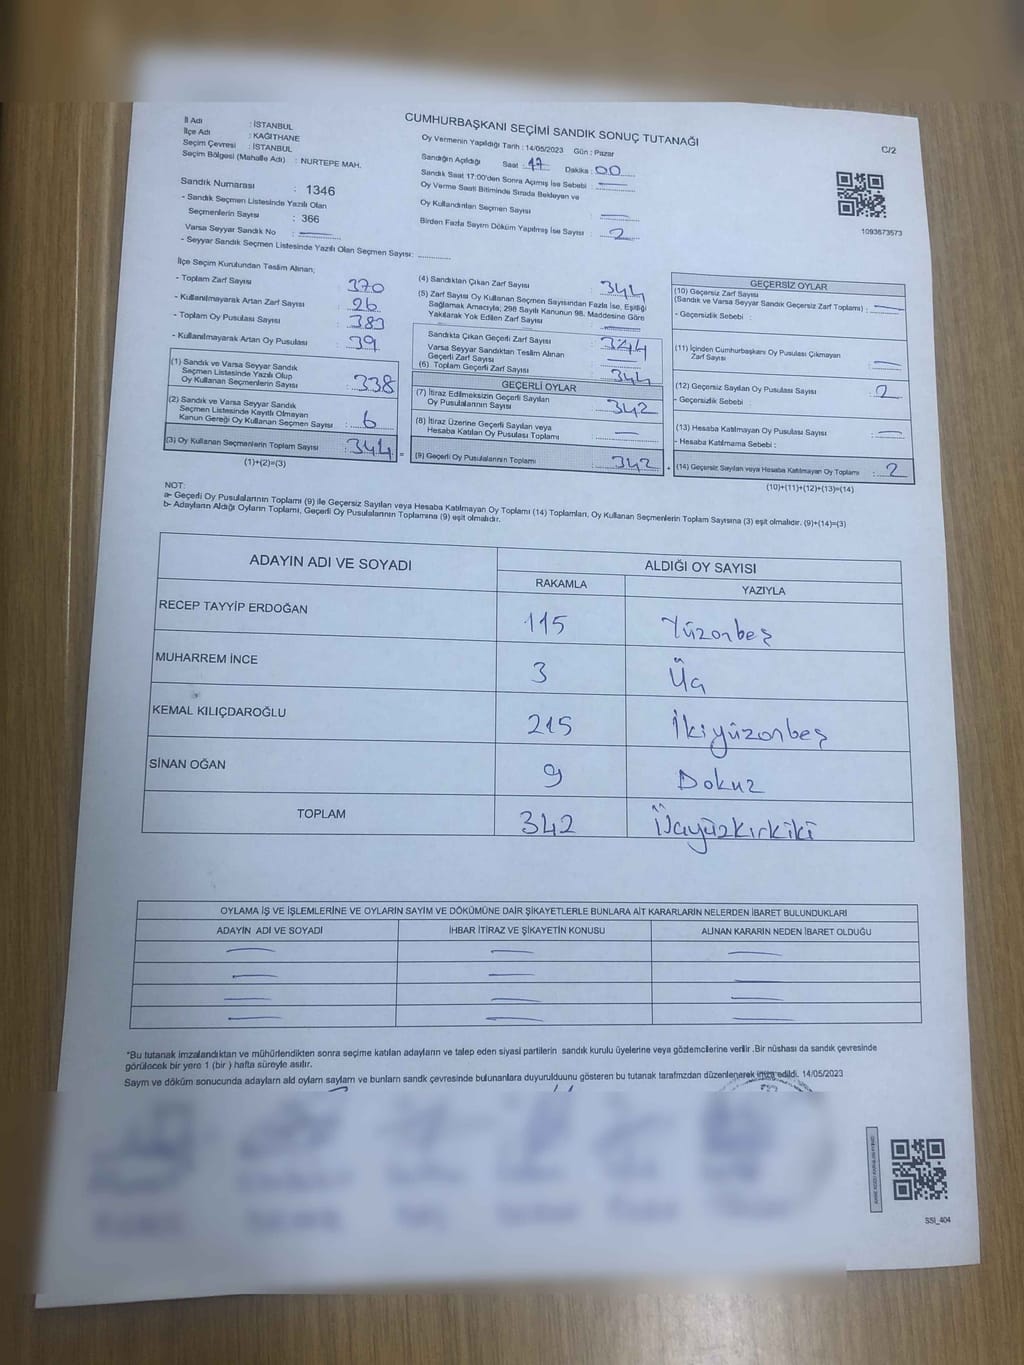 CUMHURBAŞKANI SEÇİMİ SANDIK SONUÇ TUTANAĞI
C/2
İl Adı : İSTANBUL
İlçe Adı : KAĞITHANE
Seçim Çevresi : İSTANBUL
Seçim Bölgesi (Mahalle Adı) : NURTEPE MAH.
Sandık Numarası : 1346
- Sandık Seçmen Listesinde Yazılı Olan
Seçmenlerin Sayısı : 366
Varsa Seyyar Sandık No :
- Seyyar Sandık Seçmen Listesinde Yazılı Olan Seçmen Sayısı:
Oy Vermenin Yapıldığı Tarih : 14/05/2023 Gün : Pazar
Sandığın Açıldığı Saat : 17 Dakika : 00
Sandık Saat 17:00'den Sonra Açımış İse Sebebi :
Oy Verme Saati Bitiminde Sırada Bekleyen ve
Oy Kullandırılan Seçmen Sayısı :
Birden Fazla Sayım Döküm Yapılmış İse Sayısı : 2
1093673573
İlçe Seçim Kurulundan Teslim Alınan;
- Toplam Zarf Sayısı : 370
- Kullanılmayarak Artan Zarf Sayısı : 26
- Toplam Oy Pusulası Sayısı : 383
- Kullanılmayarak Artan Oy Pusulası : 39
(1) Sandık ve Varsa Seyyar Sandık
Seçmen Listesinde Yazılı Olup
Oy Kullanan Seçmenlerin Sayısı : 338
(2) Sandık ve Varsa Seyyar Sandık
Seçmen Listesinde Kayıtlı Olmayan
Kanun Gereği Oy Kullanan Seçmen Sayısı : 6
(3) Oy Kullanan Seçmenlerin Toplam Sayısı : 344
(1)+(2)=(3)
(4) Sandıktan Çıkan Zarf Sayısı : 344
(5) Zarf Sayısı Oy Kullanan Seçmen Sayısından Fazla İse, Eşitliği
Sağlamak Amacıyla; 298 Sayılı Kanunun 98. Maddesine Göre
Yakılarak Yok Edilen Zarf Sayısı :
Sandıkta Çıkan Geçerli Zarf Sayısı : 344
Varsa Seyyar Sandıktan Teslim Alınan
Geçerli Zarf Sayısı :
(6) Toplam Geçerli Zarf Sayısı : 344
GEÇERLİ OYLAR
(7) İtiraz Edilmeksizin Geçerli Sayılan
Oy Pusulalarının Sayısı : 342
(8) İtiraz Üzerine Geçerli Sayılan veya
Hesaba Katılan Oy Pusulası Toplamı :
(9) Geçerli Oy Pusulalarının Toplamı : 342
GEÇERSİZ OYLAR
(10) Geçersiz Zarf Sayısı
(Sandık ve Varsa Seyyar Sandık Geçersiz Zarf Toplamı) :
- Geçersizlik Sebebi :
(11) İçinden Cumhurbaşkanı Oy Pusulası Çıkmayan
Zarf Sayısı :
(12) Geçersiz Sayılan Oy Pusulası Sayısı : 2
- Geçersizlik Sebebi :
(13) Hesaba Katılmayan Oy Pusulası Sayısı :
- Hesaba Katılmama Sebebi :
(14) Geçersiz Sayılan veya Hesaba Katılmayan Oy Toplamı : 2
(10)+(11)+(12)+(13)=(14)
NOT:
a- Geçerli Oy Pusulalarının Toplamı (9) ile Geçersiz Sayılan veya Hesaba Katılmayan Oy Toplamı (14) Toplamları, Oy Kullanan Seçmenlerin Toplam Sayısına (3) eşit olmalıdır. (9)+(14)=(3)
b- Adayların Aldığı Oyların Toplamı, Geçerli Oy Pusulalarının Toplamına (9) eşit olmalıdır.
ADAYIN ADI VE SOYADI ALDIĞI OY SAYISI
RAKAMLA YAZIYLA
RECEP TAYYİP ERDOĞAN 115 Yüzonbeş
MUHARREM İNCE 3 Üç
KEMAL KILIÇDAROĞLU 215 İkiyüzonbeş
SİNAN OĞAN 9 Dokuz
TOPLAM 342 Üçyüzkırkiki
OYLAMA İŞ VE İŞLEMLERİNE VE OYLARIN SAYIM VE DÖKÜMÜNE DAİR ŞİKAYETLERLE BUNLARA AİT KARARLARIN NELERDEN İBARET BULUNDUKLARI
ADAYIN ADI VE SOYADI İHBAR İTİRAZ VE ŞİKAYETİN KONUSU ALINAN KARARIN NEDEN İBARET OLDUĞU
*Bu tutanak imzalandıktan ve mühürlendikten sonra seçime katılan adayların ve talep eden siyasi partilerin sandık kurulu üyelerine veya gözlemcilerine verilir .Bir nüshası da sandık çevresinde
görülecek bir yere 1 (bir ) hafta süreyle asılır.
Sayım ve döküm sonucunda adayların ald oyların sayılarn ve bunların sandk çevresinde bulunanlara duyurulduunu gösteren bu tutanak tarafmzdan düzenlenerek imza edildi. 14/05/2023
SSI_404